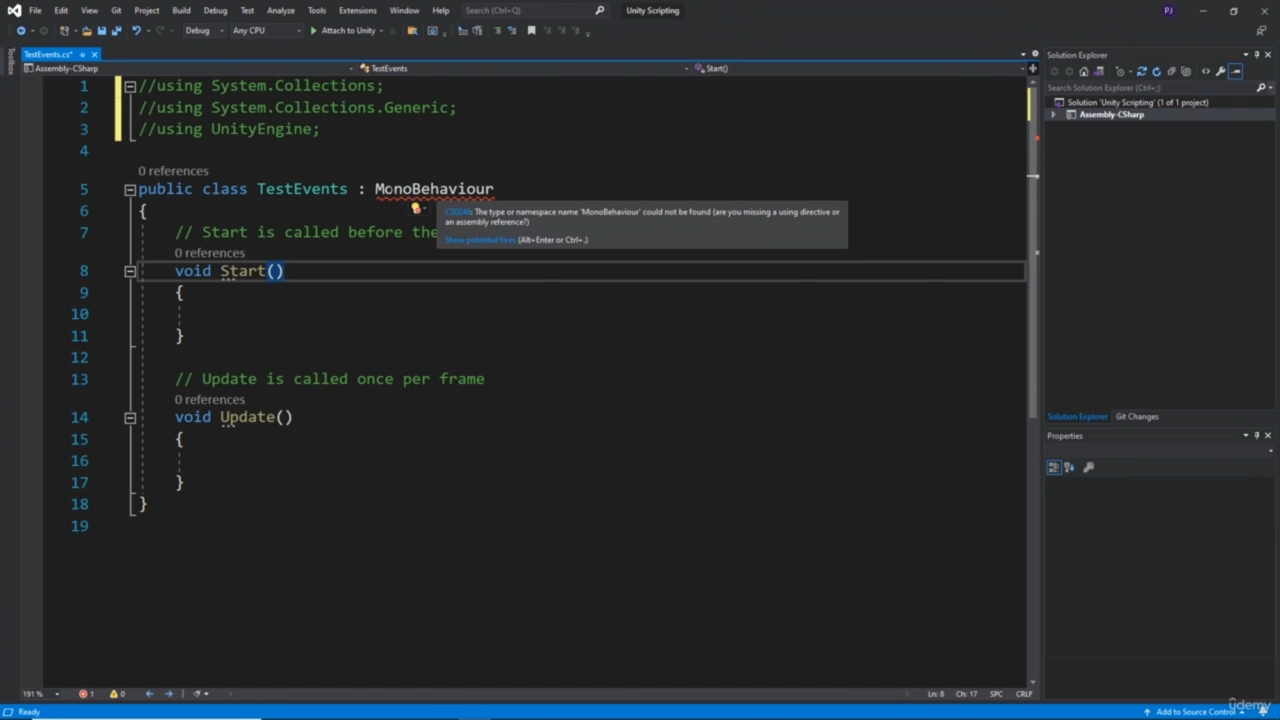 File Edit View Git Project Build Debug Test Analyze Tools Extensions Window Help Search (Ctrl+Q) Unity Scripting PJ
Debug Any CPU Attach to Unity
Toolbox
TestEvents.cs*
Assembly-CSharp TestEvents Start()
1 //using System.Collections;
2 //using System.Collections.Generic;
3 //using UnityEngine;
4
0 references
5 public class TestEvents : MonoBehaviour
6 {
CS0246: The type or namespace name 'MonoBehaviour' could not be found (are you missing a using directive or
an assembly reference?)
Show potential fixes (Alt+Enter or Ctrl+.)
7 // Start is called before the
0 references
8 void Start()
9 {
10
11 }
12
13 // Update is called once per frame
0 references
14 void Update()
15 {
16
17 }
18 }
19
Solution Explorer
Search Solution Explorer (Ctrl+;)
Solution 'Unity Scripting' (1 of 1 project)
Assembly-CSharp
Solution Explorer Git Changes
Properties
191 % 1 0 Ln: 8 Ch: 17 SPC CRLF
Ready Add to Source Control
udemy